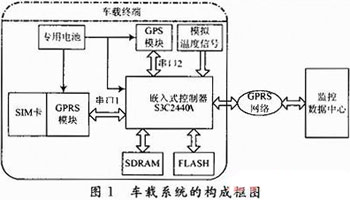 车载终端
专用电池
GPS
模块
模拟
温度信号
串口2
SIM卡
GPRS
模块
串口1
嵌入式控制器
S3C2440A
GPRS
网络
监控
数据中心
SDRAM
FLASH
图1 车载系统的构成框图